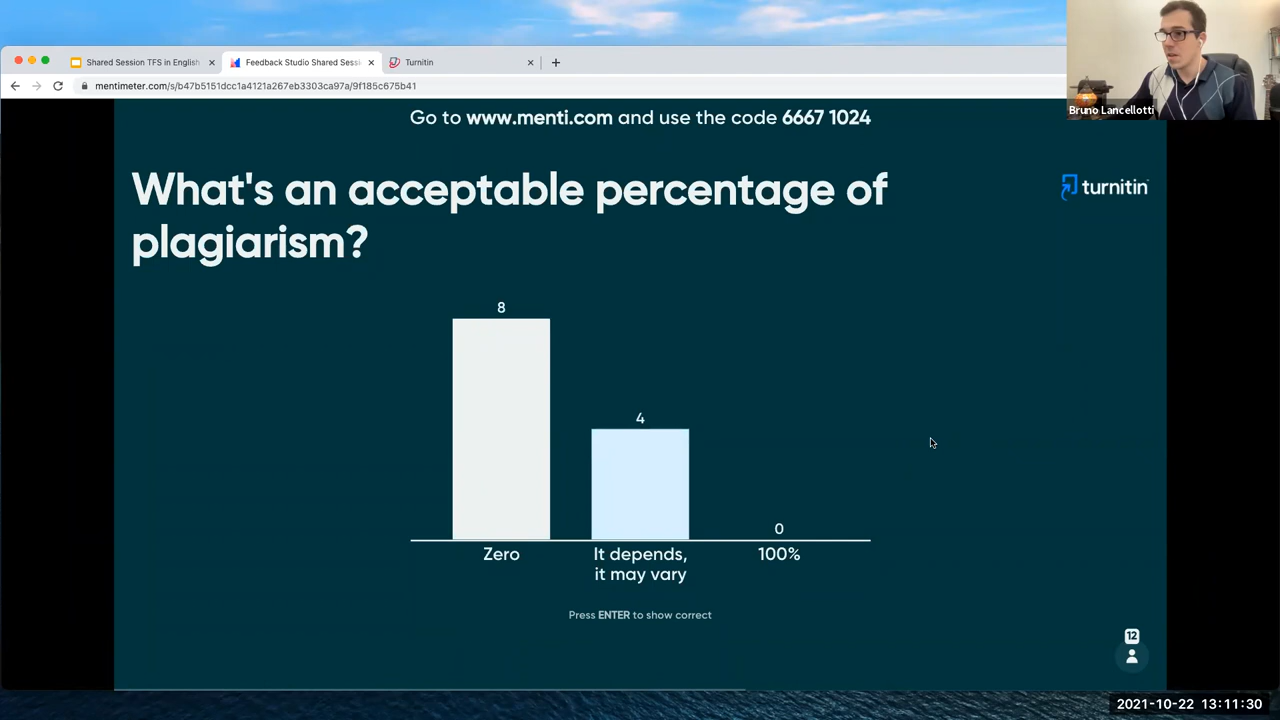 Shared Session TFS in English
Feedback Studio Shared Sessi
Turnitin
mentimeter.com/s/b47b5151dcc1a4121a267eb3303ca97a/9f185c675b41
Bruno Lancellotti
Go to www.menti.com and use the code 6667 1024
What's an acceptable percentage of
plagiarism?
turnitin
8
4
0
Zero
It depends,
it may vary
100%
Press ENTER to show correct
12
2021-10-22 13:11:30